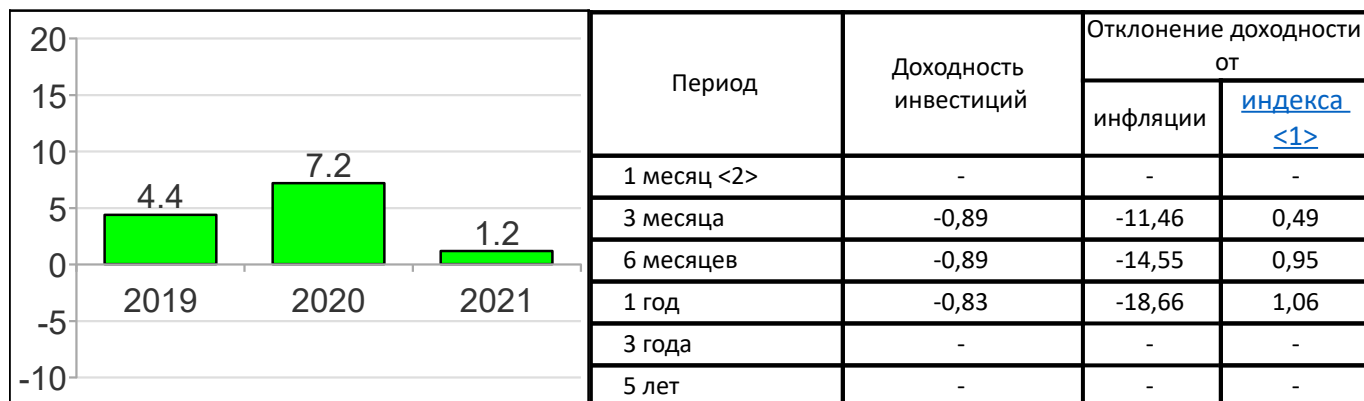 20
15
10
5
0
-5
-10
4.4
7.2
1.2
2019
2020
2021
Период
Доходность
инвестиций
Отклонение доходности
от
инфляции
индекса
<1>
1 месяц <2> - - -
3 месяца -0,89 -11,46 0,49
6 месяцев -0,89 -14,55 0,95
1 год -0,83 -18,66 1,06
3 года - - -
5 лет - - -